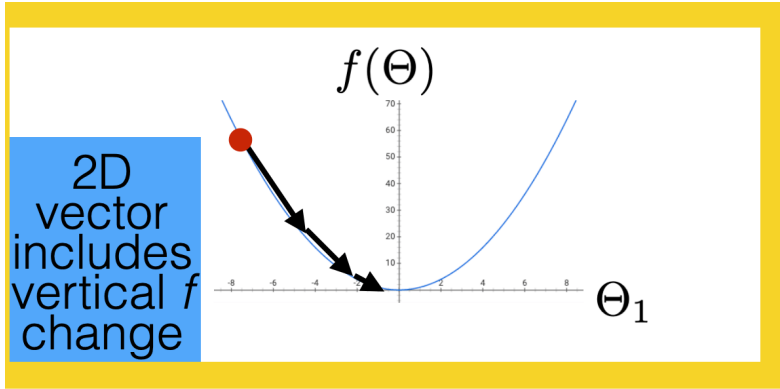 f(Θ)
70
60
50
40
30
20
10
2D
vector
includes
vertical f
change
-8 -6 -4 -2 2 4 6 8
Θ₁